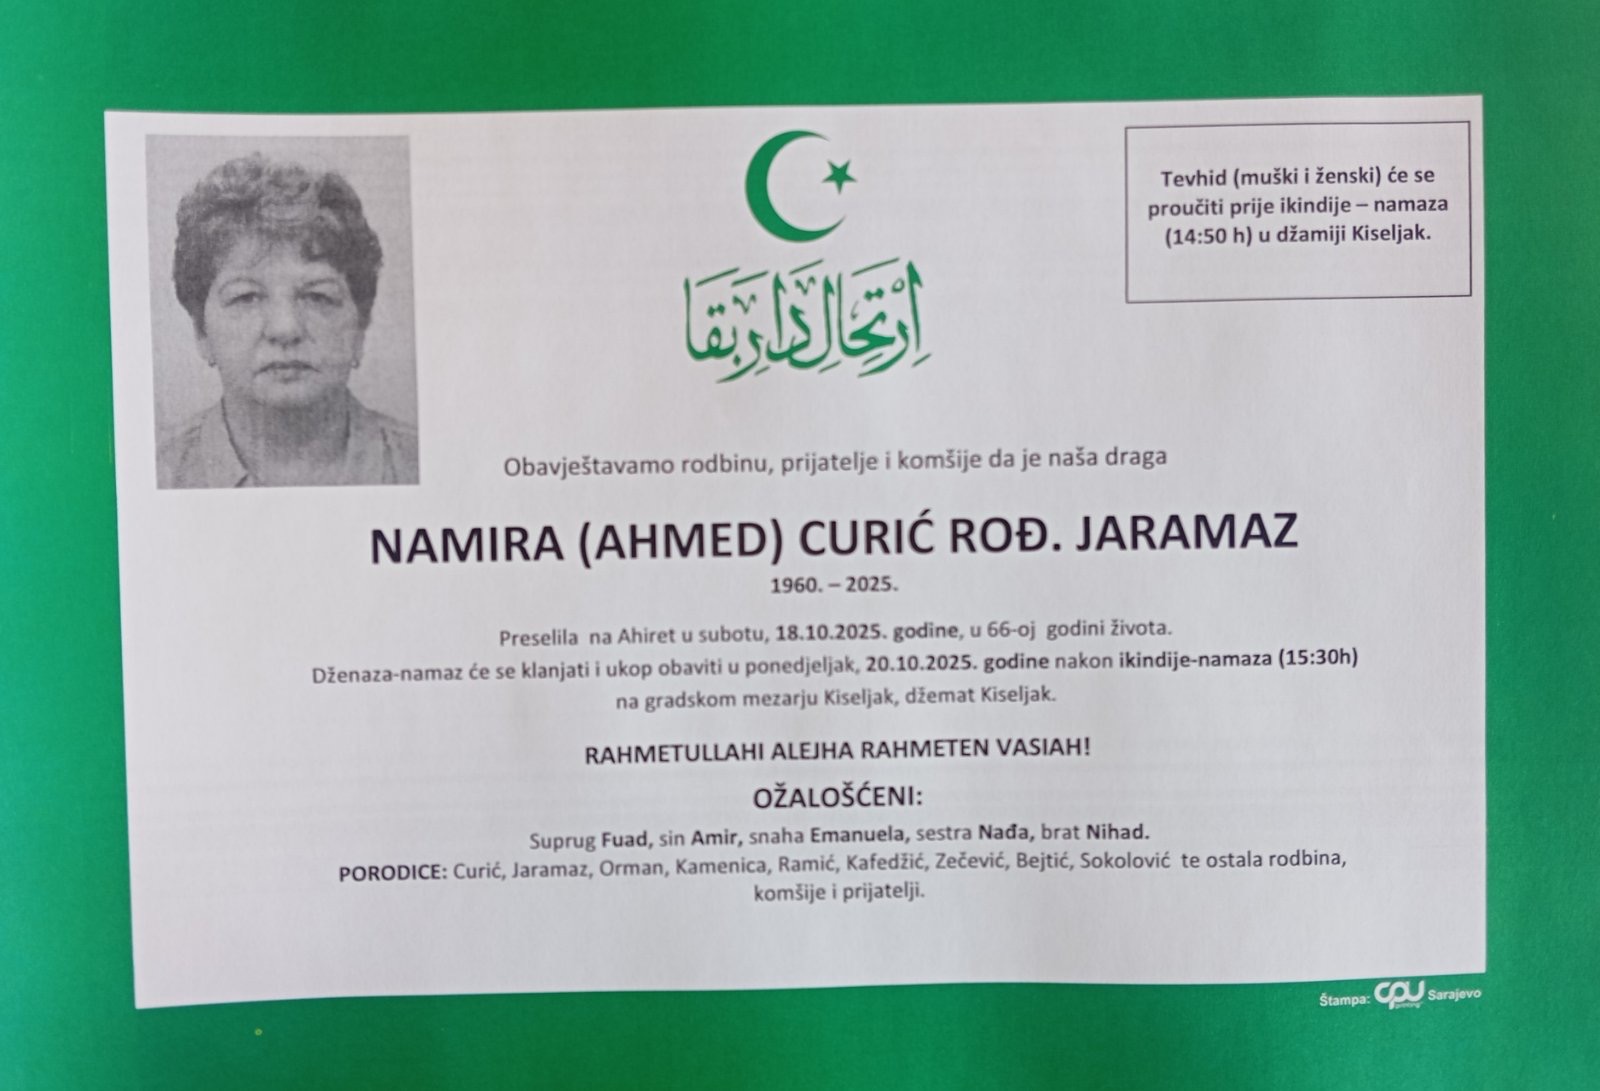 Tevhid (muški i ženski) će se
proučiti prije ikindije – namaza
(14:50 h) u džamiji Kiseljak.
اِرْتِحَالِ دَارِ بَقَا
Obavještavamo rodbinu, prijatelje i komšije da je naša draga
NAMIRA (AHMED) CURIĆ ROĐ. JARAMAZ
1960. – 2025.
Preselila na Ahiret u subotu, 18.10.2025. godine, u 66-oj godini života.
Dženaza-namaz će se klanjati i ukop obaviti u ponedjeljak, 20.10.2025. godine nakon ikindije-namaza (15:30h)
na gradskom mezarju Kiseljak, džemat Kiseljak.
RAHMETULLAHI ALEJHA RAHMETEN VASIAH!
OŽALOŠĆENI:
Suprug Fuad, sin Amir, snaha Emanuela, sestra Nađa, brat Nihad.
PORODICE: Curić, Jaramaz, Orman, Kamenica, Ramić, Kafedžić, Zečević, Bejtić, Sokolović te ostala rodbina,
komšije i prijatelji.
Štampa: CPU printing Sarajevo